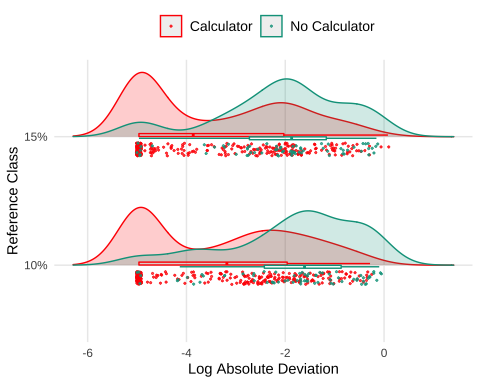 Calculator No Calculator
Reference Class
15%
10%
-6 -4 -2 0
Log Absolute Deviation